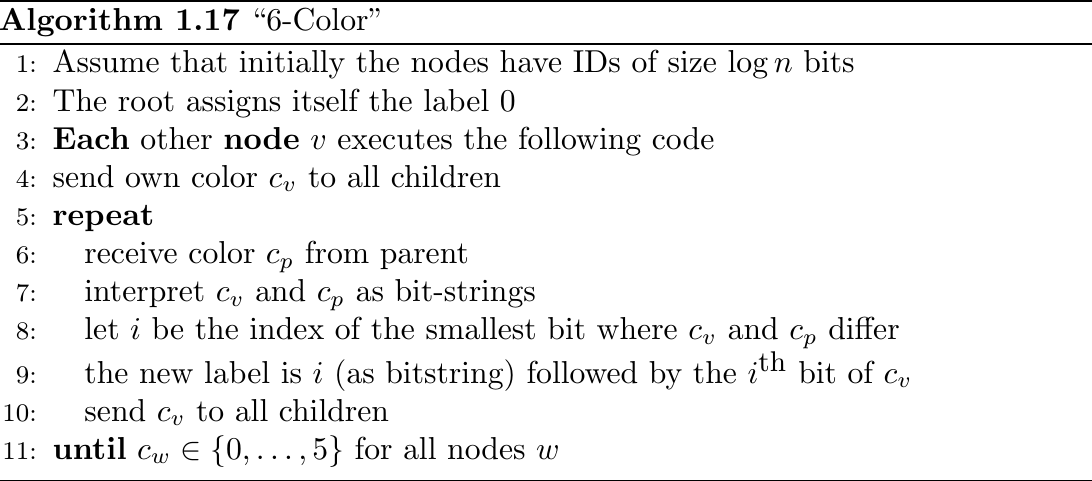 Algorithm 1.17 “6-Color”
1: Assume that initially the nodes have IDs of size log n bits
2: The root assigns itself the label 0
3: Each other node v executes the following code
4: send own color c_v to all children
5: repeat
6: receive color c_p from parent
7: interpret c_v and c_p as bit-strings
8: let i be the index of the smallest bit where c_v and c_p differ
9: the new label is i (as bitstring) followed by the i^th bit of c_v
10: send c_v to all children
11: until c_w ∈ {0, . . . , 5} for all nodes w